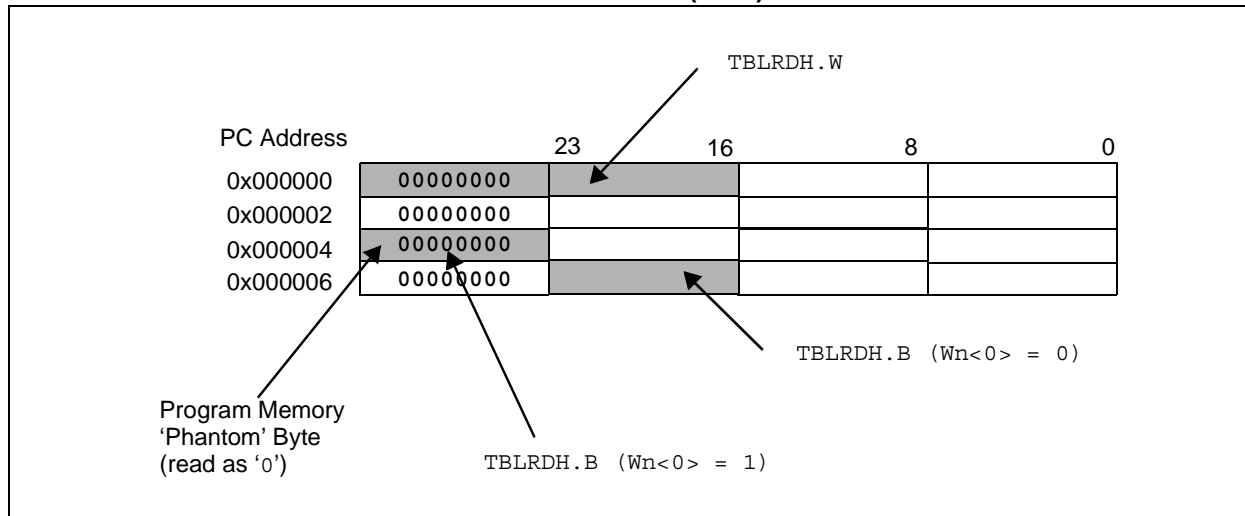 TBLRDH.W
PC Address
23 16 8 0
0x000000 00000000
0x000002 00000000
0x000004 00000000
0x000006 00000000
TBLRDH.B (Wn<0> = 0)
Program Memory
‘Phantom’ Byte
(read as ‘0’)
TBLRDH.B (Wn<0> = 1)